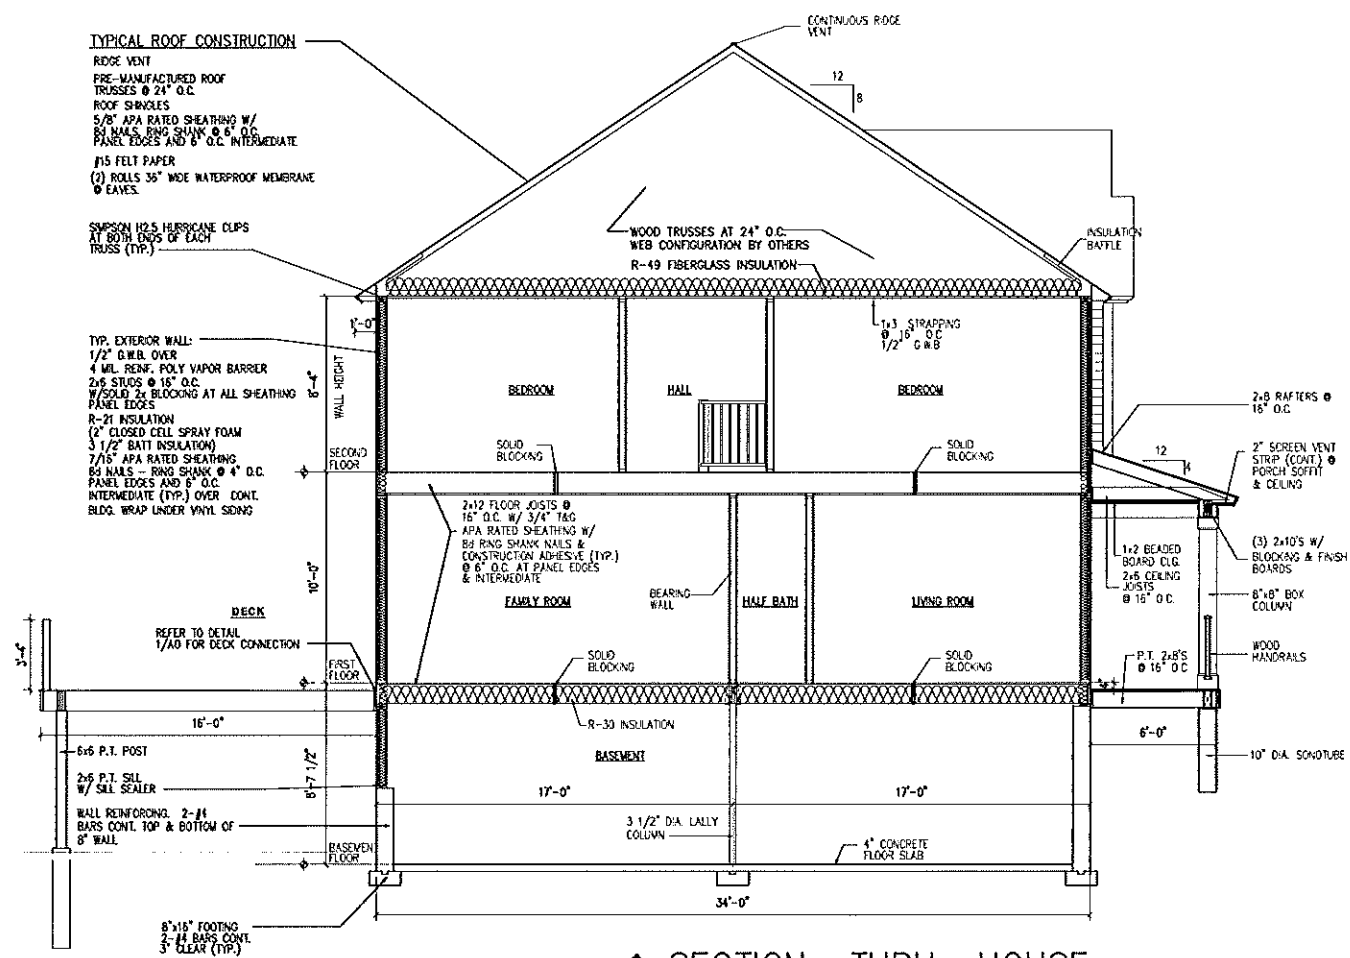 CONTINUOUS RIDGE
VENT
TYPICAL ROOF CONSTRUCTION
RIDGE VENT
PRE-MANUFACTURED ROOF
TRUSSES @ 24" O.C.
ROOF SHINGLES
5/8" APA RATED SHEATHING W/
8d NAILS, RING SHANK @ 6" O.C.
PANEL EDGES AND 6" O.C. INTERMEDIATE
#15 FELT PAPER
(2) ROLLS 36" WIDE WATERPROOF MEMBRANE
@ EAVES.
12
8
SIMPSON H2.5 HURRICANE CLIPS
AT BOTH ENDS OF EACH
TRUSS (TYP.)
WOOD TRUSSES AT 24" O.C.
WEB CONFIGURATION BY OTHERS
R-49 FIBERGLASS INSULATION
INSULATION
BAFFLE
1'-0"
1x3 STRAPPING
@ 16" O.C
1/2" G.W.B
TYP. EXTERIOR WALL:
1/2" G.W.B. OVER
4 MIL. REINF. POLY VAPOR BARRIER
2x6 STUDS @ 16" O.C.
W/SOLID 2x BLOCKING AT ALL SHEATHING
PANEL EDGES
R-21 INSULATION
(2" CLOSED CELL SPRAY FOAM
3 1/2" BATT INSULATION)
7/16" APA RATED SHEATHING
8d NAILS - RING SHANK @ 4" O.C.
PANEL EDGES AND 6" O.C.
INTERMEDIATE (TYP.) OVER CONT.
BLDG. WRAP UNDER VINYL SIDING
8'-4"
WALL HEIGHT
BEDROOM
HALL
BEDROOM
2x8 RAFTERS @
16" O.C
SECOND
FLOOR
SOLID
BLOCKING
SOLID
BLOCKING
12
4
2" SCREEN VENT
STRIP (CONT.) @
PORCH SOFFIT
& CEILING
2x12 FLOOR JOISTS @
16" O.C. W/ 3/4" T&G
APA RATED SHEATHING W/
8d RING SHANK NAILS &
CONSTRUCTION ADHESIVE (TYP.)
@ 6" O.C. AT PANEL EDGES
& INTERMEDIATE
(3) 2x10'S W/
BLOCKING & FINISH
BOARDS
1x2 BEADED
BOARD CLG.
2x6 CEILING
JOISTS
@ 16" O.C.
10'-0"
BEARING
WALL
FAMILY ROOM
HALF BATH
LIVING ROOM
8"x8" BOX
COLUMN
DECK
REFER TO DETAIL
1/A0 FOR DECK CONNECTION
3'-4"
FIRST
FLOOR
SOLID
BLOCKING
SOLID
BLOCKING
P.T. 2x8'S
@ 16" O.C
WOOD
HANDRAILS
16'-0"
R-30 INSULATION
6'-0"
6x6 P.T. POST
BASEMENT
10" DIA. SONOTUBE
2x6 P.T. SILL
W/ SILL SEALER
8'-7 1/2"
17'-0"
17'-0"
WALL REINFORCING. 2-#4
BARS CONT. TOP & BOTTOM OF
8" WALL
3 1/2" DIA. LALLY
COLUMN
BASEMEN
FLOOR
4" CONCRETE
FLOOR SLAB
34'-0"
8"x16" FOOTING
2-#4 BARS CONT.
3" CLEAR (TYP.)
SECTION THRU HOUSE